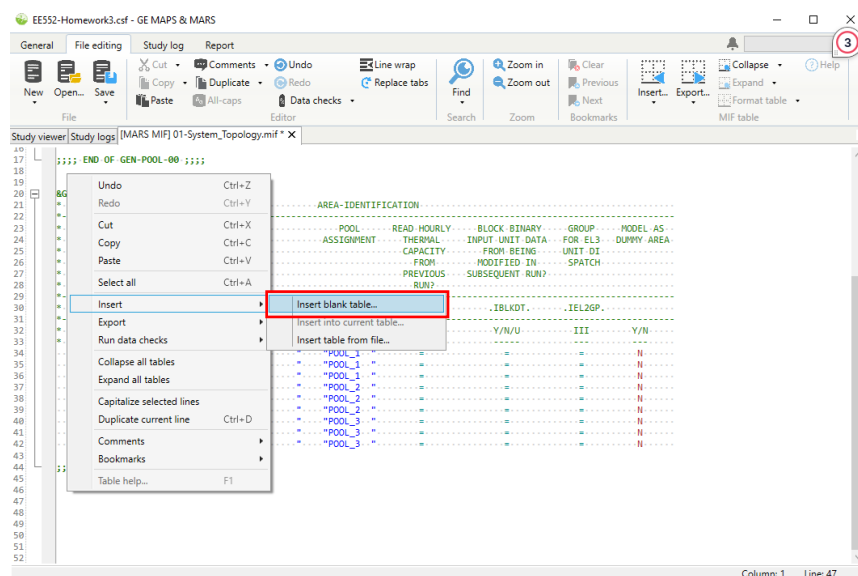 EE552-Homework3.csf - GE MAPS & MARS
General File editing Study log Report
3
New Open... Save
Cut Copy Paste
Comments Duplicate All-caps
Undo Redo Data checks
Line wrap Replace tabs
Find
Zoom in Zoom out
Clear Previous Next
Insert... Export...
Collapse Expand Format table
Help
File Editor Search Zoom Bookmarks MIF table
Study viewer Study logs [MARS MIF] 01-System_Topology.mif * X
16
17 ;;;; END OF GEN-POOL-00 ;;;;
18
19
20 &G
21 * AREA-IDENTIFICATION
22 *-
23 * POOL READ HOURLY BLOCK BINARY GROUP MODEL AS
24 * ASSIGNMENT THERMAL INPUT UNIT DATA FOR EL3 DUMMY AREA
25 * CAPACITY FROM BEING UNIT DI
26 * FROM MODIFIED IN SPATCH
27 * PREVIOUS SUBSEQUENT RUN?
28 * RUN?
29 *-
30 * .IBLKDT. .IEL2GP.
31 *-
32 * Y/N/U III Y/N
33 * ----- --- ---
34 " "POOL_1 " = = = N
35 " "POOL_1 " = = = N
36 " "POOL_1 " = = = N
37 " "POOL_2 " = = = N
38 " "POOL_2 " = = = N
39 " "POOL_2 " = = = N
40 " "POOL_3 " = = = N
41 " "POOL_3 " = = = N
42 " "POOL_3 " = = = N
43
44 ;;
45
46
47
48
49
50
51
52
Undo Ctrl+Z
Redo Ctrl+Y
Cut Ctrl+X
Copy Ctrl+C
Paste Ctrl+V
Select all Ctrl+A
Insert
Export
Run data checks
Collapse all tables
Expand all tables
Capitalize selected lines
Duplicate current line Ctrl+D
Comments
Bookmarks
Table help... F1
Insert blank table...
Insert into current table...
Insert table from file...
Column: 1 Line: 47